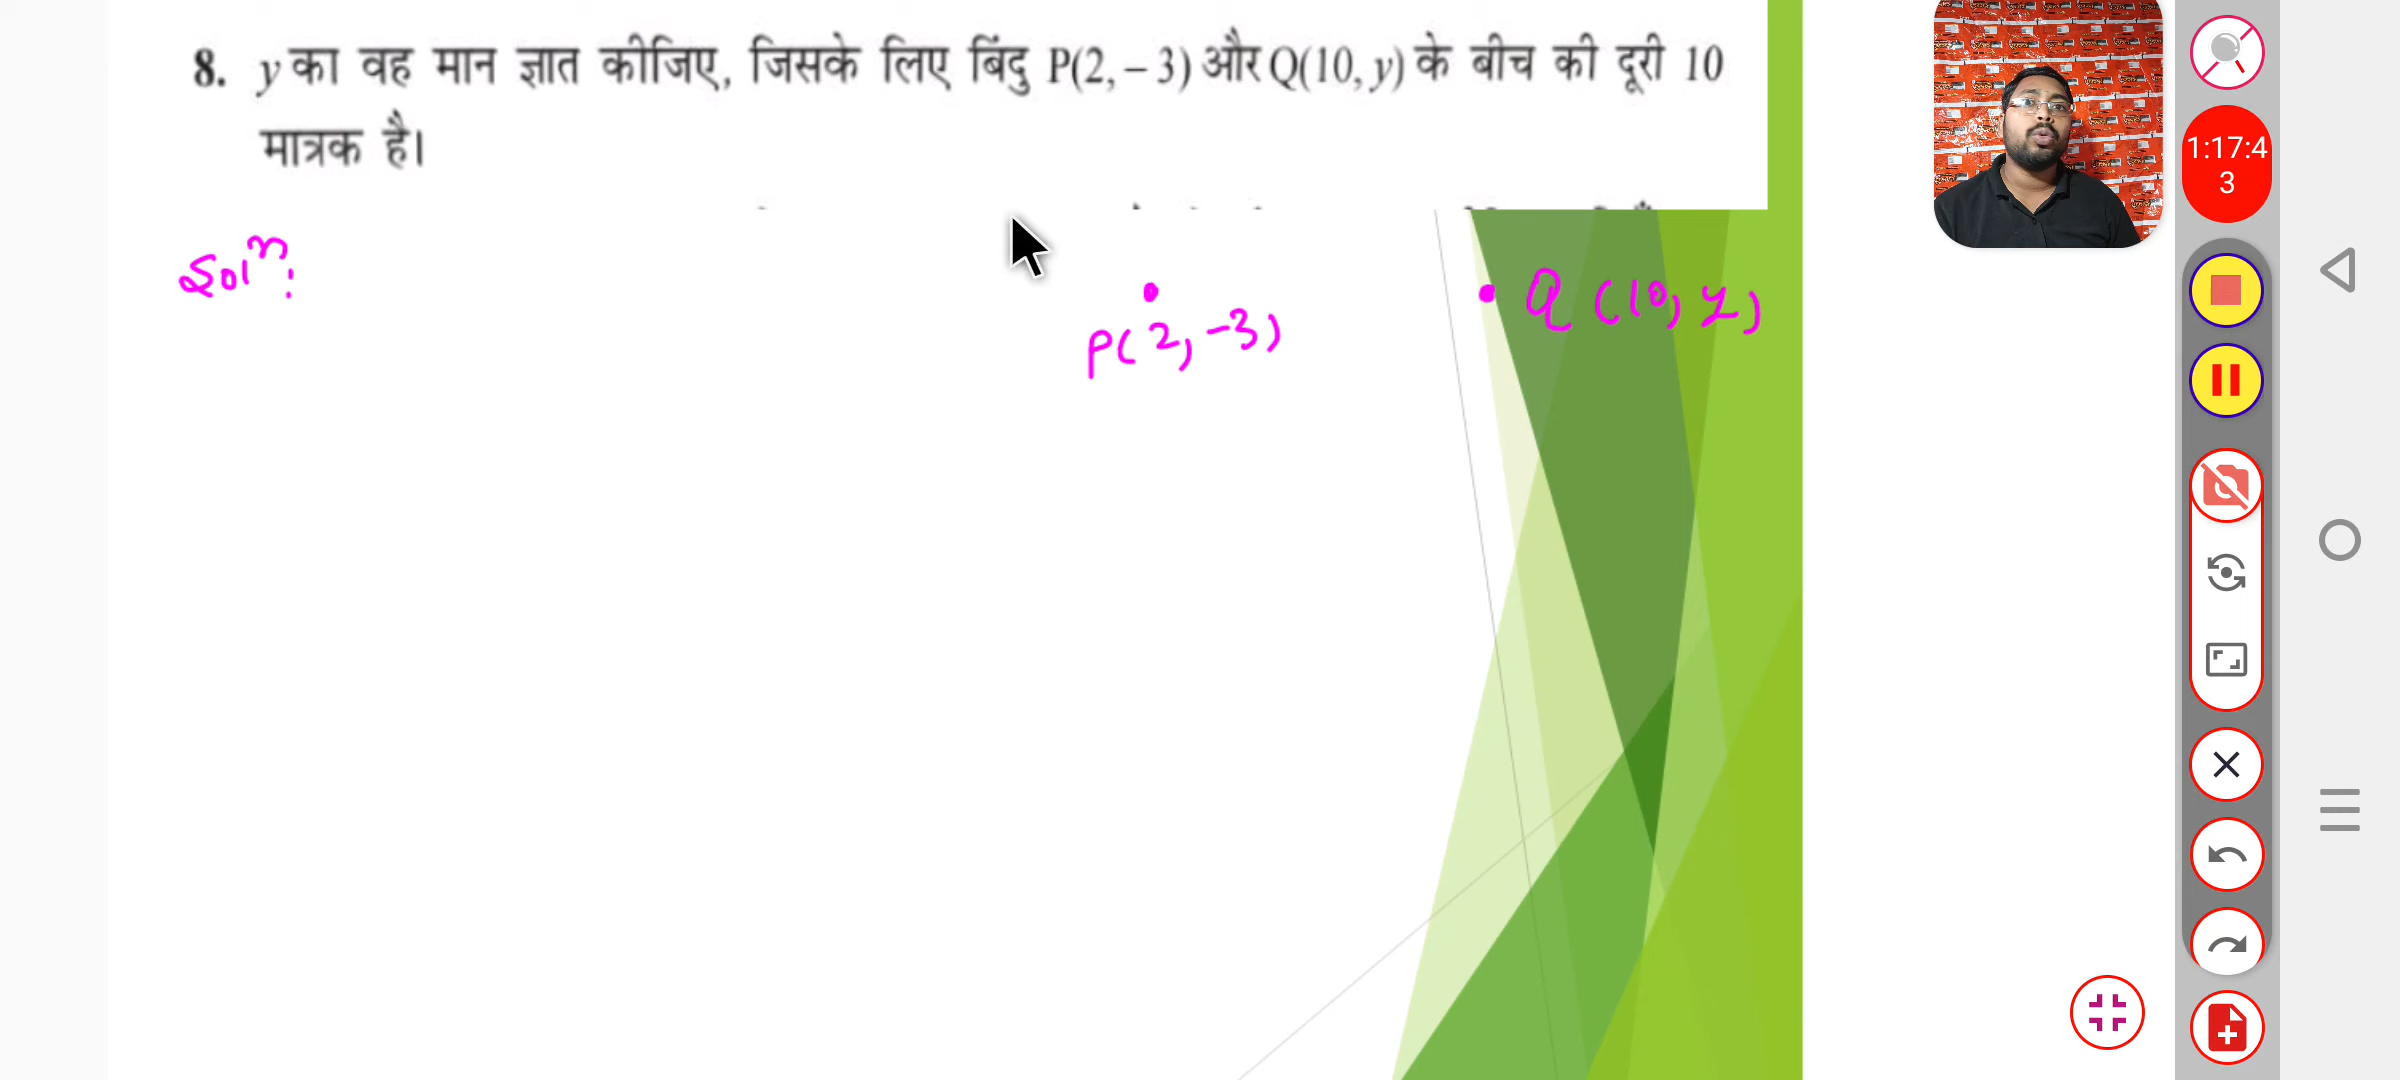 8. y का वह मान ज्ञात कीजिए, जिसके लिए बिंदु P(2, – 3) और Q(10, y) के बीच की दूरी 10
मात्रक है।
1:17:4
3
Solⁿ:
P(2, -3)
Q (10, y)